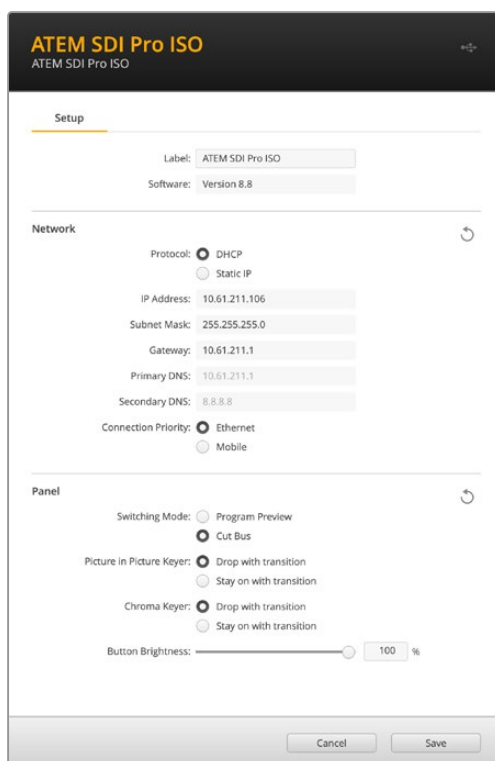 ATEM SDI Pro ISO
ATEM SDI Pro ISO
Setup
Label: ATEM SDI Pro ISO
Software: Version 8.8
Network
Protocol: DHCP
Static IP
IP Address: 10.61.211.106
Subnet Mask: 255.255.255.0
Gateway: 10.61.211.1
Primary DNS: 10.61.211.1
Secondary DNS: 8.8.8.8
Connection Priority: Ethernet
Mobile
Panel
Switching Mode: Program Preview
Cut Bus
Picture in Picture Keyer: Drop with transition
Stay on with transition
Chroma Keyer: Drop with transition
Stay on with transition
Button Brightness: 100 %
Cancel Save